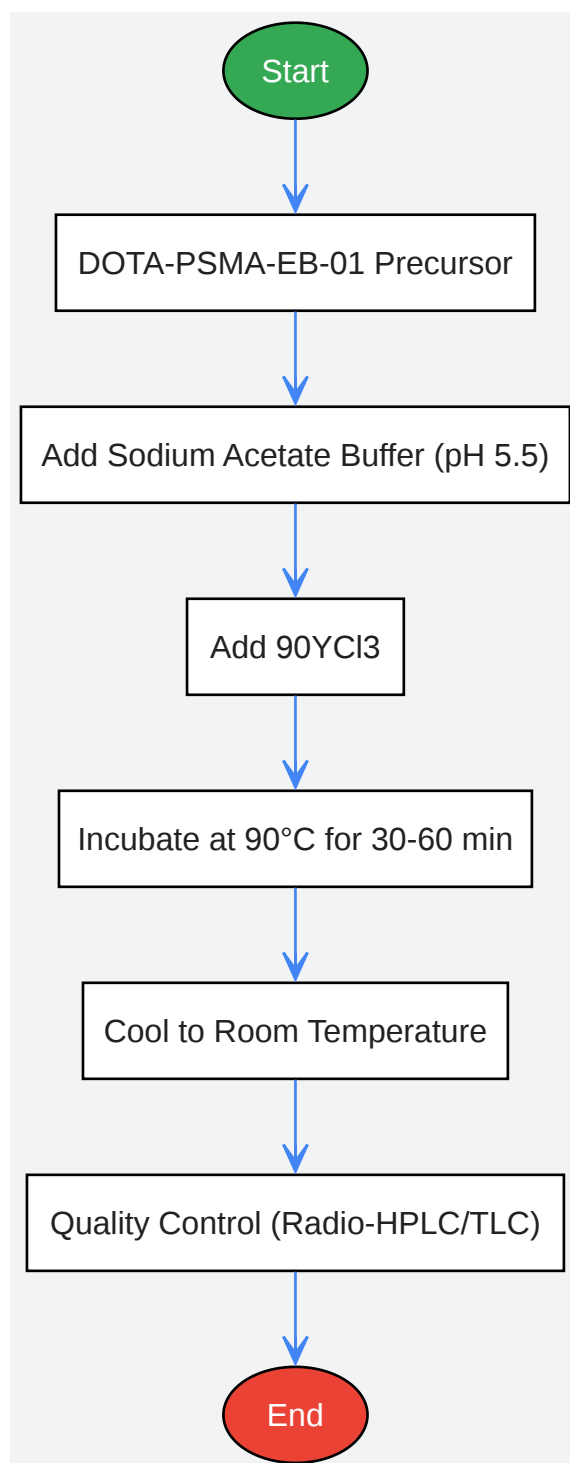 Start
DOTA-PSMA-EB-01 Precursor
Add Sodium Acetate Buffer (pH 5.5)
Add 90YCl3
Incubate at 90°C for 30-60 min
Cool to Room Temperature
Quality Control (Radio-HPLC/TLC)
End